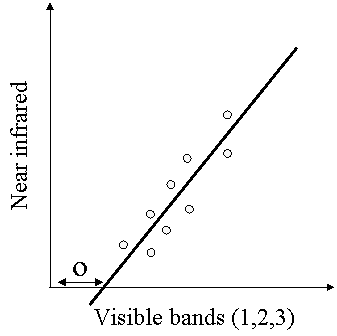 Near infrared
O
Visible bands (1,2,3)